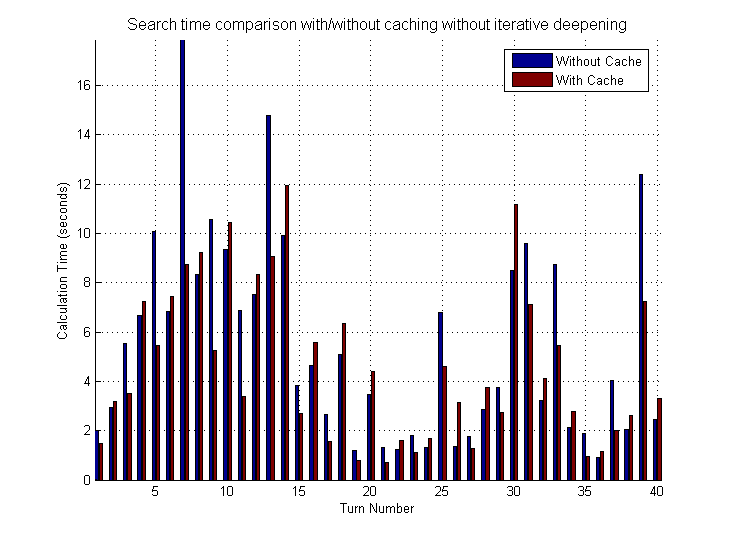 Search time comparison with/without caching without iterative deepening
Without Cache
With Cache
16
14
12
10
8
6
4
2
0
Calculation Time (seconds)
5 10 15 20 25 30 35 40
Turn Number